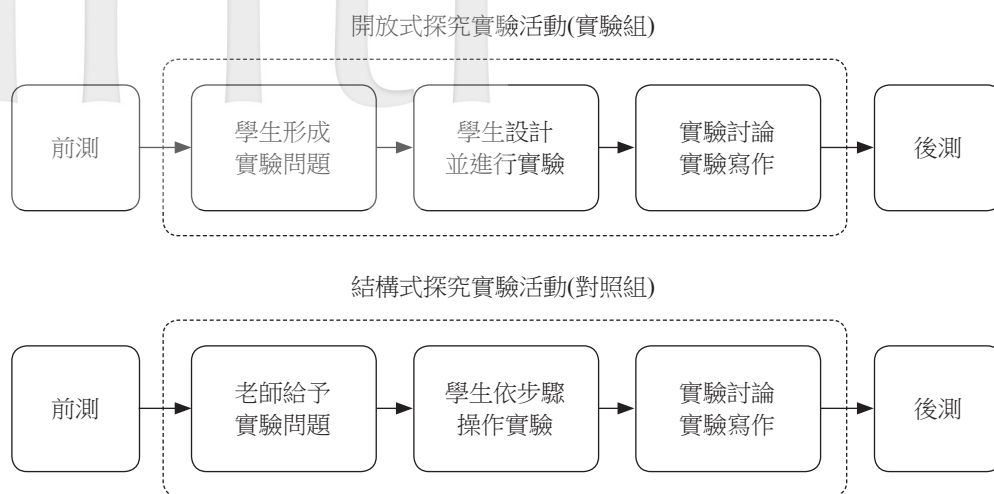 開放式探究實驗活動(實驗組)
前測
學生形成
實驗問題
學生設計
並進行實驗
實驗討論
實驗寫作
後測
結構式探究實驗活動(對照組)
前測
老師給予
實驗問題
學生依步驟
操作實驗
實驗討論
實驗寫作
後測